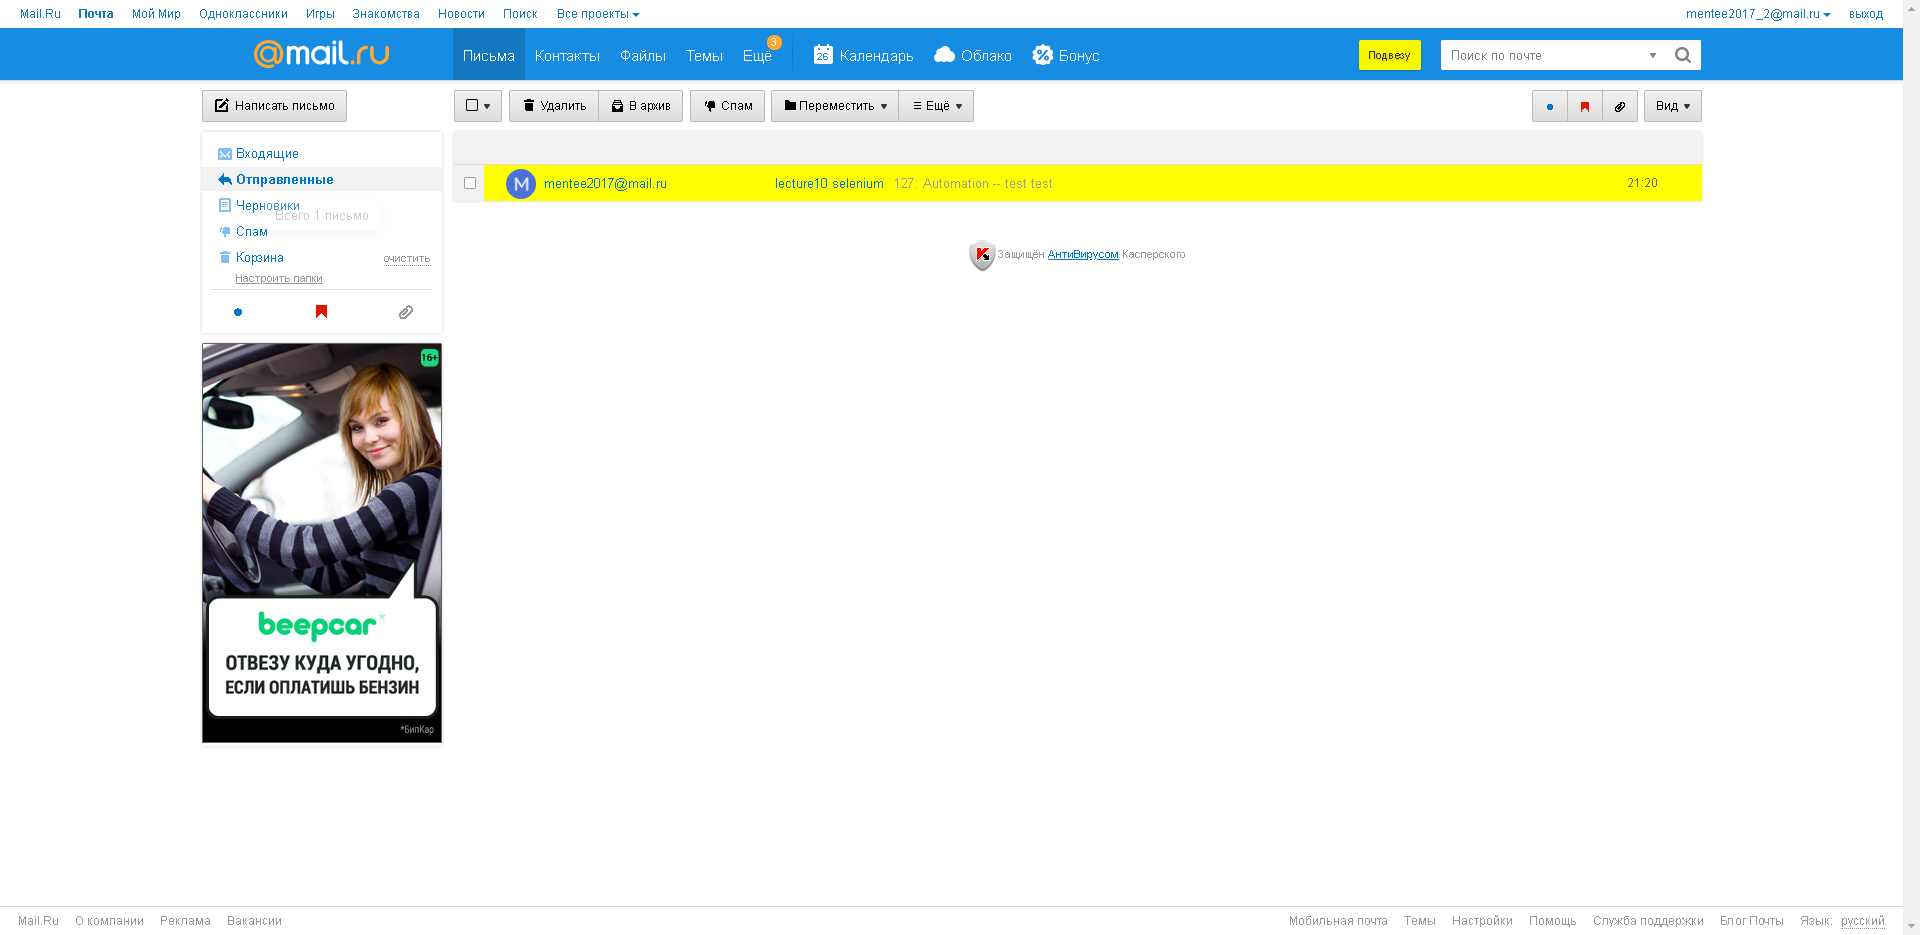 Mail.Ru Почта Мой Мир Одноклассники Игры Знакомства Новости Поиск Все проекты mentee2017_2@mail.ru выход
@mail.ru Письма Контакты Файлы Темы Ещё 3 26 Календарь Облако Бонус Подвезу Поиск по почте
Написать письмо Удалить В архив Спам Переместить Ещё Вид
Входящие
Отправленные
Черновики
Всего 1 письмо
Спам
Корзина очистить
Настроить папки
M mentee2017@mail.ru lecture10 selenium 127: Automation -- test test 21:20
Защищён АнтиВирусом Касперского
16+
beepcar*
ОТВЕЗУ КУДА УГОДНО,
ЕСЛИ ОПЛАТИШЬ БЕНЗИН
*БипКар
Mail.Ru О компании Реклама Вакансии Мобильная почта Темы Настройки Помощь Служба поддержки Блог Почты Язык: русский